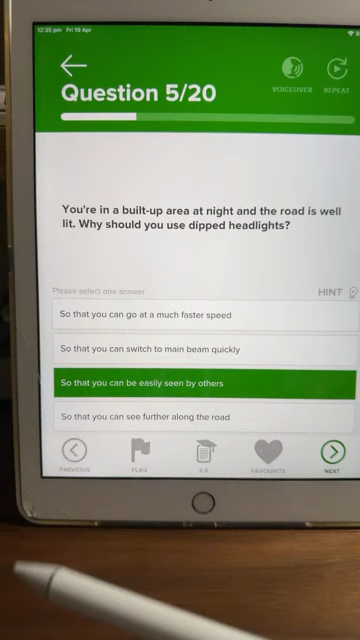 12:35 pm Fri 19 Apr
Question 5/20
VOICEOVER
REPEAT
You're in a built-up area at night and the road is well
lit. Why should you use dipped headlights?
Please select one answer
HINT
So that you can go at a much faster speed
So that you can switch to main beam quickly
So that you can be easily seen by others
So that you can see further along the road
PREVIOUS
FLAG
FAVOURITE
NEXT